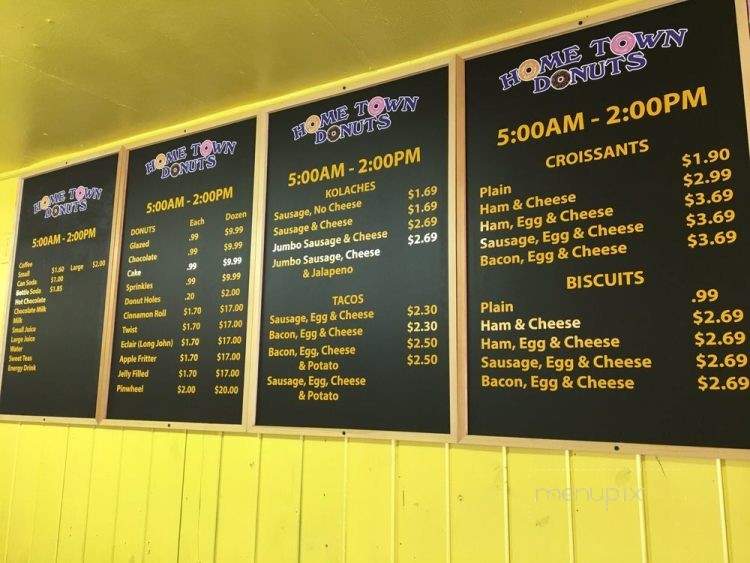 HOME TOWN
DONUTS
5:00AM - 2:00PM
Coffee
Small $1.60 Large $2.00
Can Soda $1.00
Bottle Soda $1.85
Hot Chocolate
Chocolate Milk
Milk
Small Juice
Large Juice
Water
Sweet Teas
Energy Drink
HOME TOWN
DONUTS
5:00AM - 2:00PM
DONUTS Each Dozen
Glazed .99 $9.99
Chocolate .99 $9.99
Cake .99 $9.99
Sprinkles .99 $9.99
Donut Holes .20 $2.00
Cinnamon Roll $1.70 $17.00
Twist $1.70 $17.00
Eclair (Long John) $1.70 $17.00
Apple Fritter $1.70 $17.00
Jelly Filled $1.70 $17.00
Pinwheel $2.00 $20.00
HOME TOWN
DONUTS
5:00AM - 2:00PM
KOLACHES
Sausage, No Cheese $1.69
Sausage & Cheese $1.69
Jumbo Sausage & Cheese $2.69
Jumbo Sausage, Cheese $2.69
& Jalapeno
TACOS
Sausage, Egg & Cheese $2.30
Bacon, Egg & Cheese $2.30
Bacon, Egg, Cheese $2.50
& Potato
Sausage, Egg, Cheese $2.50
& Potato
HOME TOWN
DONUTS
5:00AM - 2:00PM
CROISSANTS
Plain $1.90
Ham & Cheese $2.99
Ham, Egg & Cheese $3.69
Sausage, Egg & Cheese $3.69
Bacon, Egg & Cheese $3.69
BISCUITS
Plain .99
Ham & Cheese $2.69
Ham, Egg & Cheese $2.69
Sausage, Egg & Cheese $2.69
Bacon, Egg & Cheese $2.69
menupix